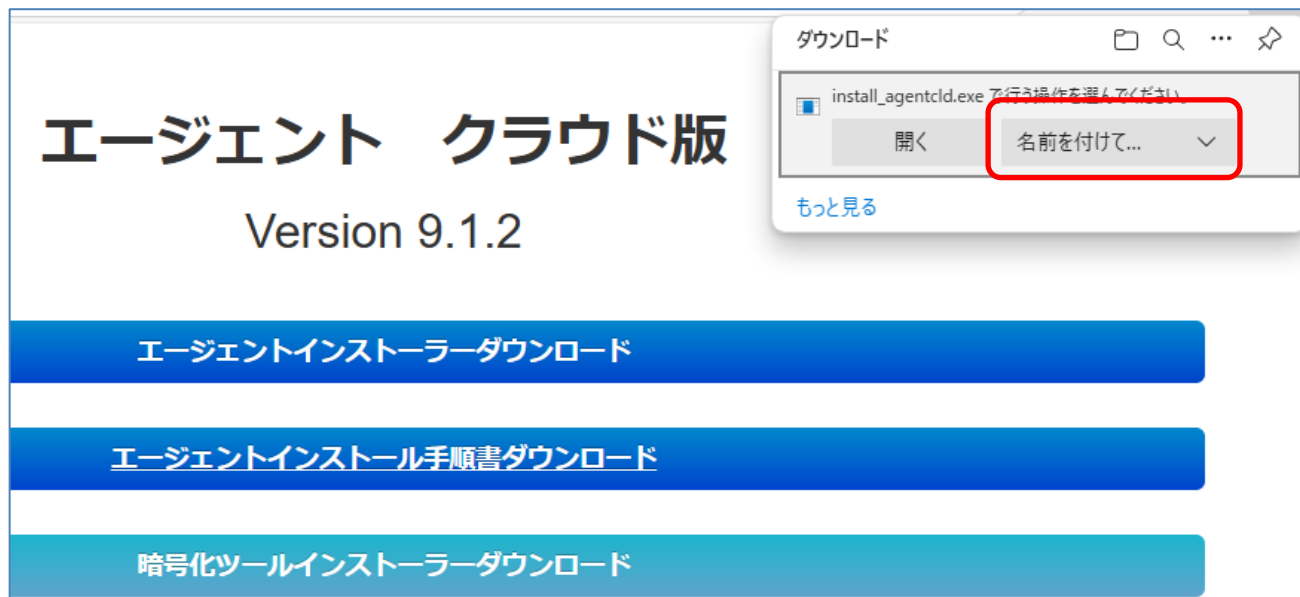 ダウンロード
install_agentcld.exe で行う操作を選んでください。
開く
名前を付けて...
もっと見る
エージェント　クラウド版
Version 9.1.2
エージェントインストーラーダウンロード
エージェントインストール手順書ダウンロード
暗号化ツールインストーラーダウンロード